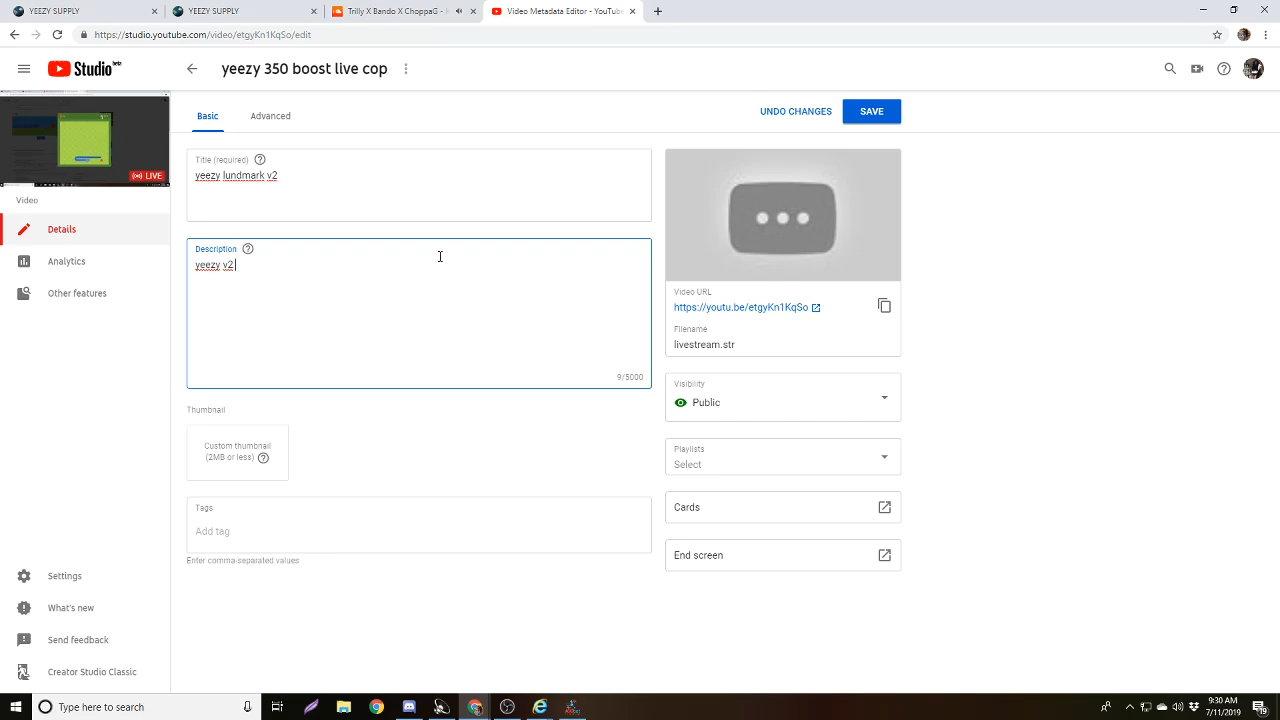 YEEZY SUPPLY
YEEZY SUPPLY
Trilly X Bando X ChoppaG -
Video Metadata Editor - YouTube
https://studio.youtube.com/video/etgyKn1KqSo/edit
Studio beta
yeezy 350 boost live cop
LIVE
Video
Details
Analytics
Other features
Settings
What's new
Send feedback
Creator Studio Classic
Basic
Advanced
UNDO CHANGES
SAVE
Title (required)
yeezy lundmark v2
Description
yeezy v2
9/5000
Thumbnail
Custom thumbnail
(2MB or less)
Tags
Add tag
Enter comma-separated values
Video URL
https://youtu.be/etgyKn1KqSo
Filename
livestream.str
Visibility
Public
Playlists
Select
Cards
End screen
Type here to search
9:30 AM
7/11/2019